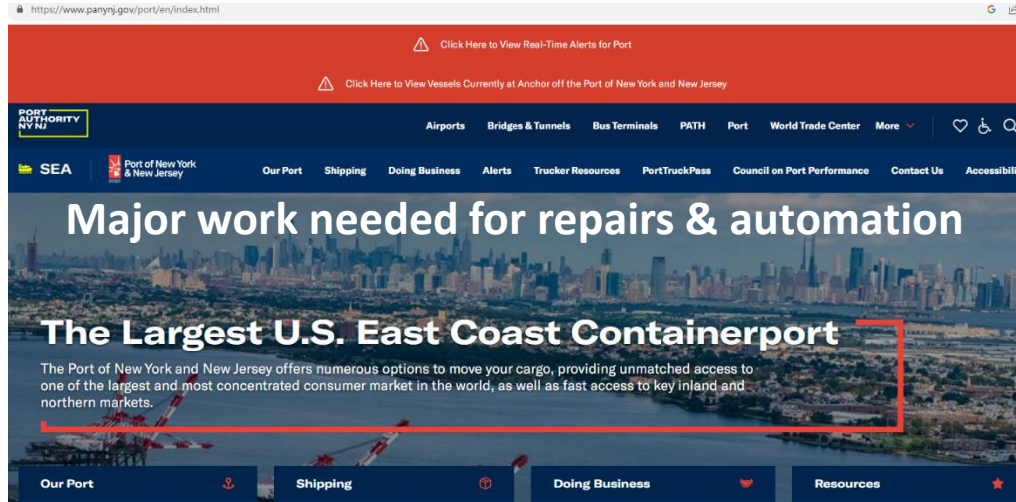 https://www.panynj.gov/port/en/index.html
Click Here to View Real-Time Alerts for Port
Click Here to View Vessels Currently at Anchor off the Port of New York and New Jersey
PORT
AUTHORITY
NY NJ
Airports Bridges & Tunnels Bus Terminals PATH Port World Trade Center More
SEA
Port of New York
& New Jersey
Our Port Shipping Doing Business Alerts Trucker Resources PortTruckPass Council on Port Performance Contact Us Accessibili
Major work needed for repairs & automation
The Largest U.S. East Coast Containerport
The Port of New York and New Jersey offers numerous options to move your cargo, providing unmatched access to
one of the largest and most concentrated consumer market in the world, as well as fast access to key inland and
northern markets.
Our Port Shipping Doing Business Resources